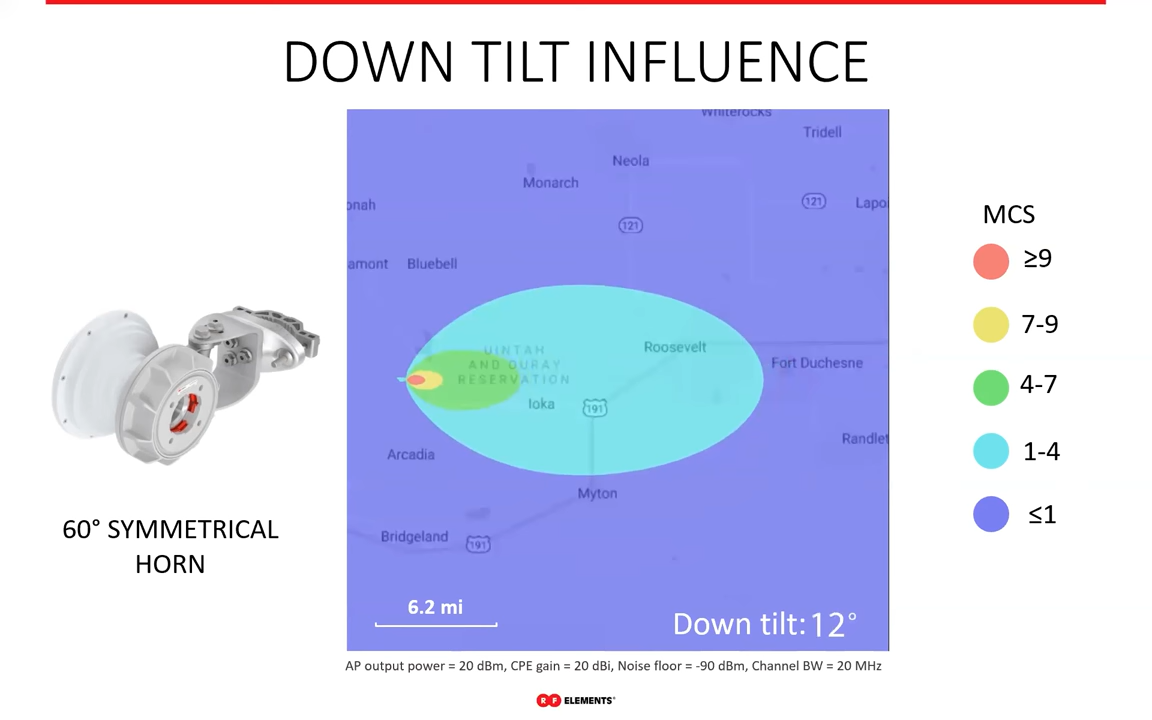 DOWN TILT INFLUENCE
Whiterocks
Tridell
Neola
Monarch
121
onah
Lapo
121
amont
Bluebell
UINTAH
AND OURAY
RESERVATION
Roosevelt
Fort Duchesne
Ioka
191
Randlet
Arcadia
Myton
Bridgeland
191
6.2 mi
Down tilt: 12°
MCS
≥9
7-9
4-7
1-4
≤1
60° SYMMETRICAL
HORN
AP output power = 20 dBm, CPE gain = 20 dBi, Noise floor = -90 dBm, Channel BW = 20 MHz
RF ELEMENTS®